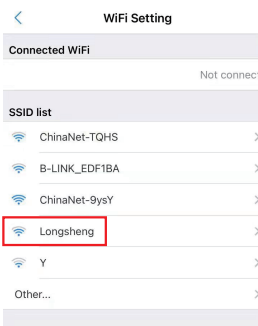 WiFi Setting
Connected WiFi
Not connect
SSID list
ChinaNet-TQHS
B-LINK_EDF1BA
ChinaNet-9ysY
Longsheng
Y
Other...